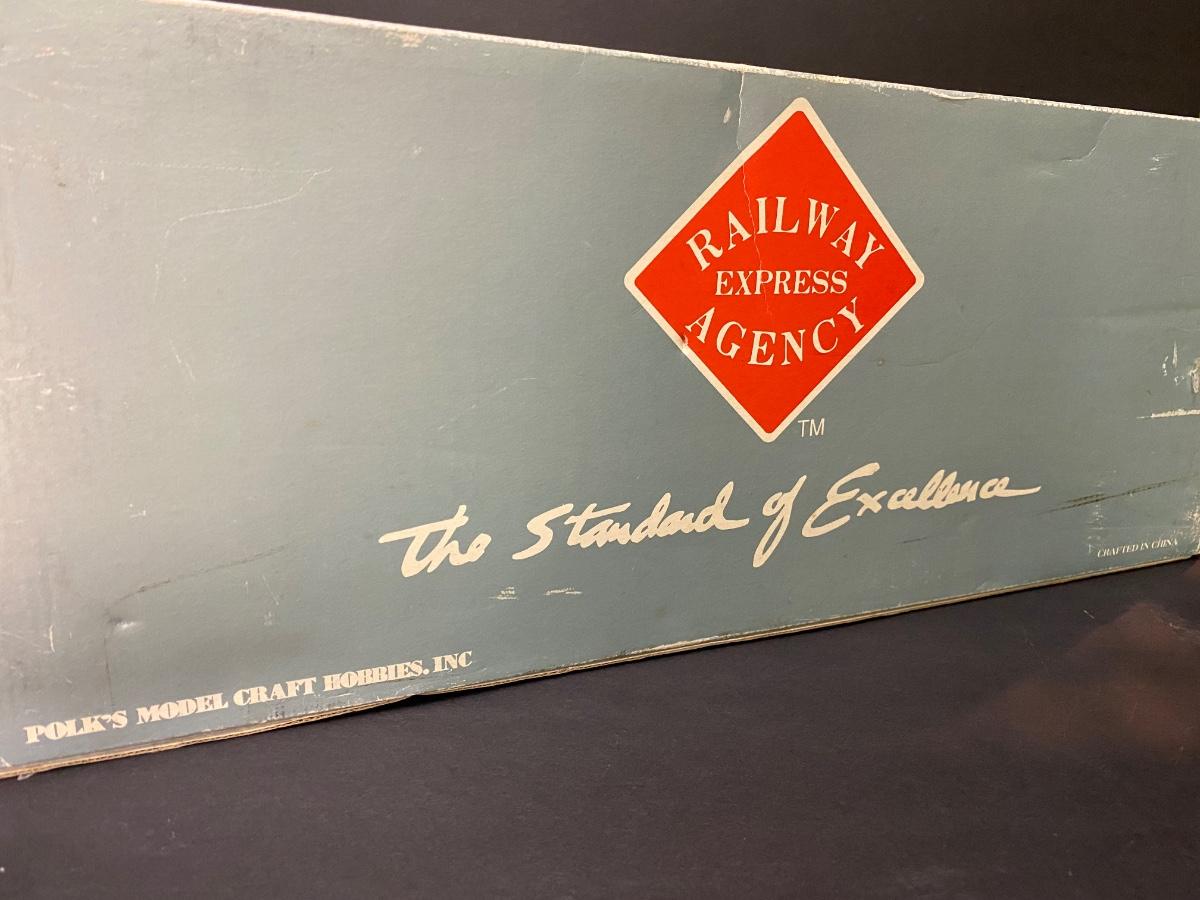 RAILWAY
EXPRESS
AGENCY
TM
The Standard of Excellence
CRAFTED IN CHINA
POLK'S MODEL CRAFT HOBBIES. INC